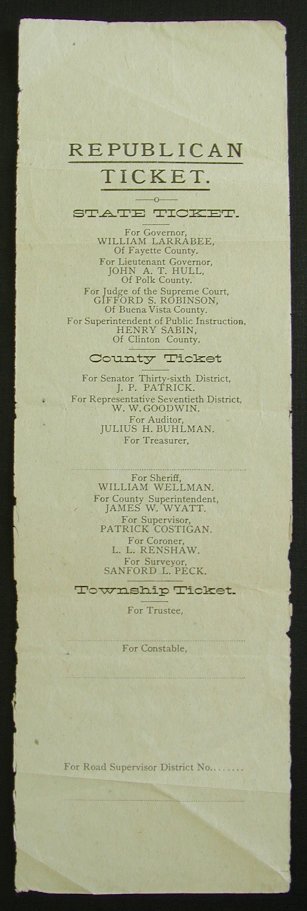 REPUBLICAN
TICKET.
STATE TICKET.
For Governor,
WILLIAM LARRABEE,
Of Fayette County.
For Lieutenant Governor,
JOHN A. T. HULL,
Of Polk County.
For Judge of the Supreme Court,
GIFFORD S. ROBINSON,
Of Buena Vista County.
For Superintendent of Public Instruction,
HENRY SABIN,
Of Clinton County.
County Ticket
For Senator Thirty-sixth District,
J. P. PATRICK.
For Representative Seventieth District,
W. W. GOODWIN.
For Auditor,
JULIUS H. BUHLMAN.
For Treasurer,
For Sheriff,
WILLIAM WELLMAN.
For County Superintendent,
JAMES W. WYATT.
For Supervisor,
PATRICK COSTIGAN.
For Coroner,
L. L. RENSHAW.
For Surveyor,
SANFORD L. PECK.
Township Ticket.
For Trustee,
For Constable,
For Road Supervisor District No........